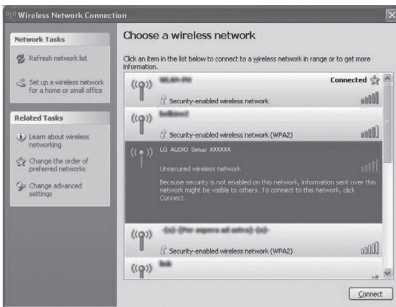 Wireless Network Connection
Network Tasks
Refresh network list
Set up a wireless network
for a home or small office
Related Tasks
Learn about wireless
networking
Change the order of
preferred networks
Change advanced
settings
Choose a wireless network
Click an item in the list below to connect to a wireless network in range or to get more
information.
Connected
Security-enabled wireless network
Security-enabled wireless network (WPA2)
LG AUDIO Setup XXXXXX
Unsecured wireless network
Because security is not enabled on this network, information sent over this
network might be visible to others. To connect to this network, click
Connect.
Security-enabled wireless network (WPA2)
Connect